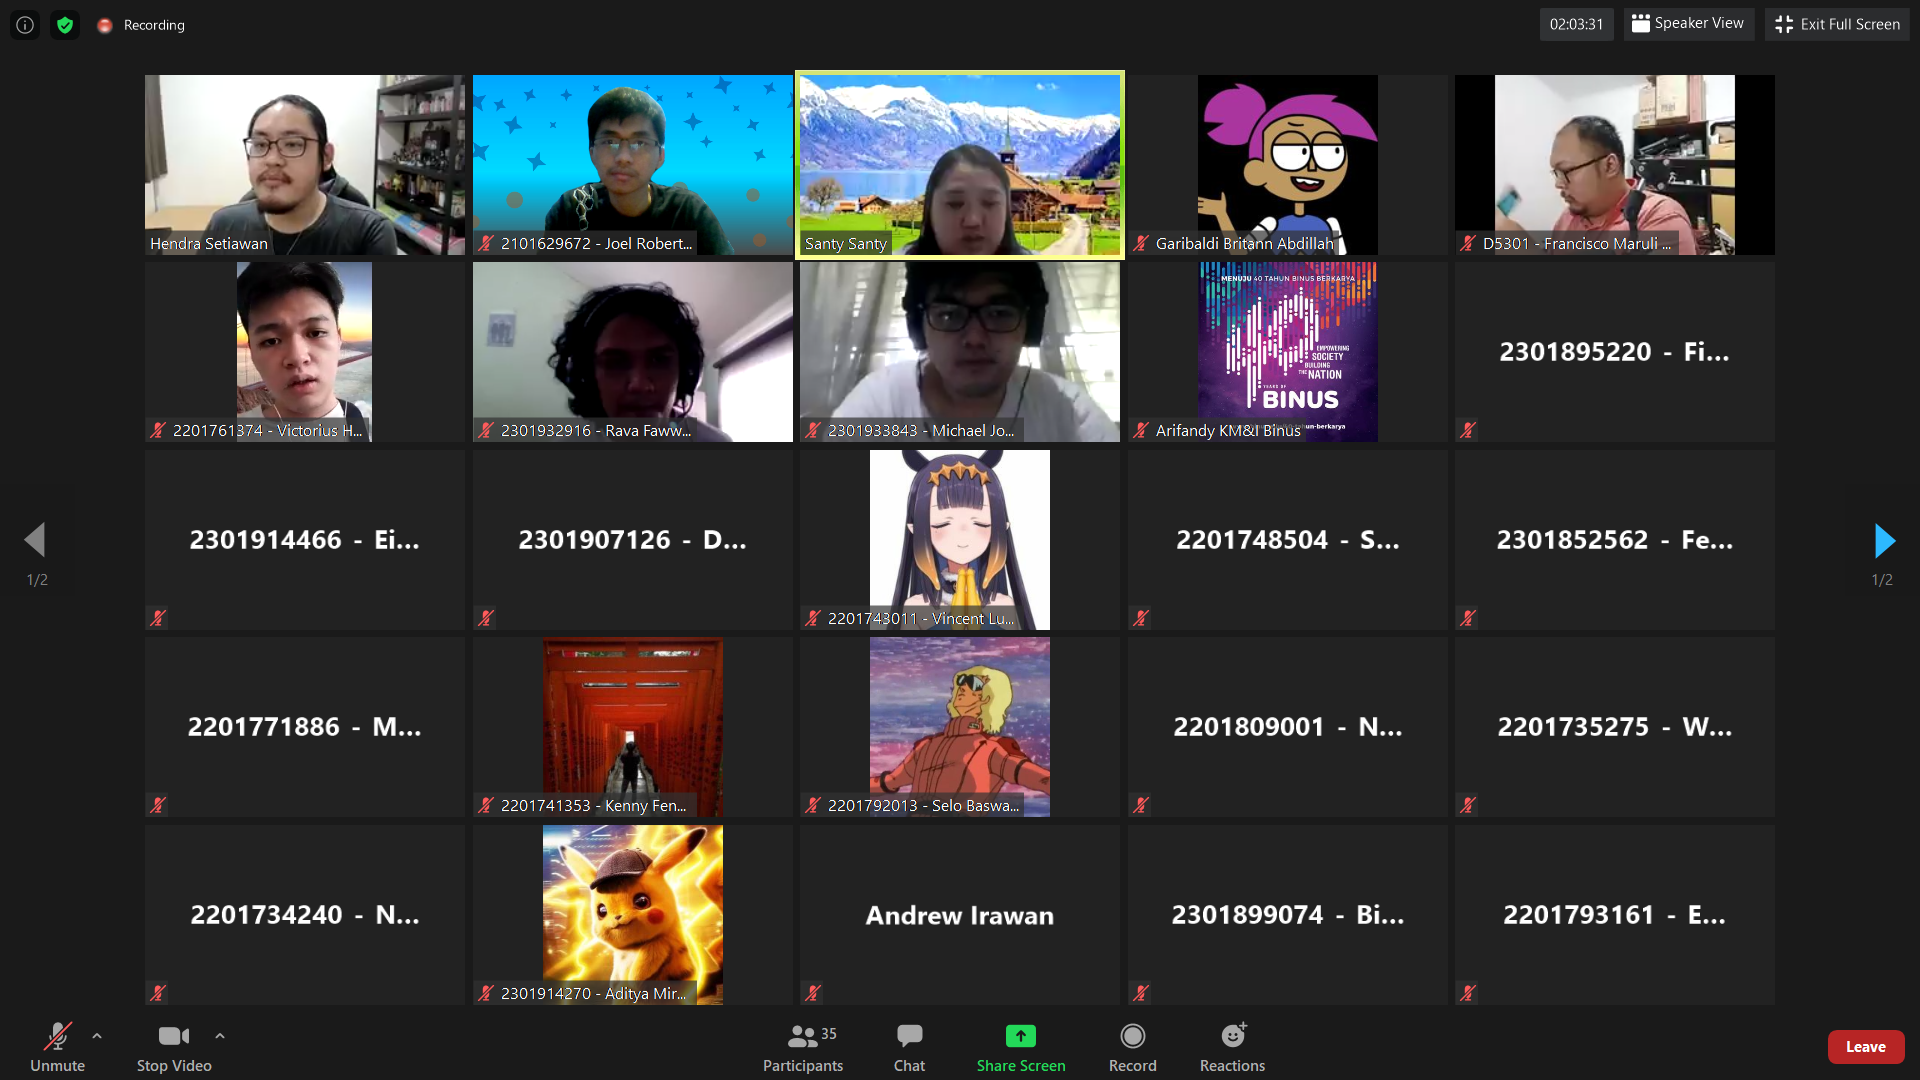 Recording
02:03:31
Speaker View
Exit Full Screen
Hendra Setiawan
2101629672 - Joel Robert...
Santy Santy
Garibaldi Britann Abdillah
D5301 - Francisco Maruli ...
2201761374 - Victorius H...
2301932916 - Rava Faww...
2301933843 - Michael Jo...
MENUJU 40 TAHUN BINUS BERKARYA
EMPOWERING
SOCIETY
BUILDING
THE NATION
YEARS OF
BINUS
Arifandy KM&I Binus
2301895220 - Fi...
2301914466 - Ei...
2301907126 - D...
2201743011 - Vincent Lu...
2201748504 - S...
2301852562 - Fe...
1/2
1/2
2201771886 - M...
2201741353 - Kenny Fen...
2201792013 - Selo Baswa...
2201809001 - N...
2201735275 - W...
2201734240 - N...
2301914270 - Aditya Mir...
Andrew Irawan
2301899074 - Bi...
2201793161 - E...
Unmute
Stop Video
35
Participants
Chat
Share Screen
Record
Reactions
Leave